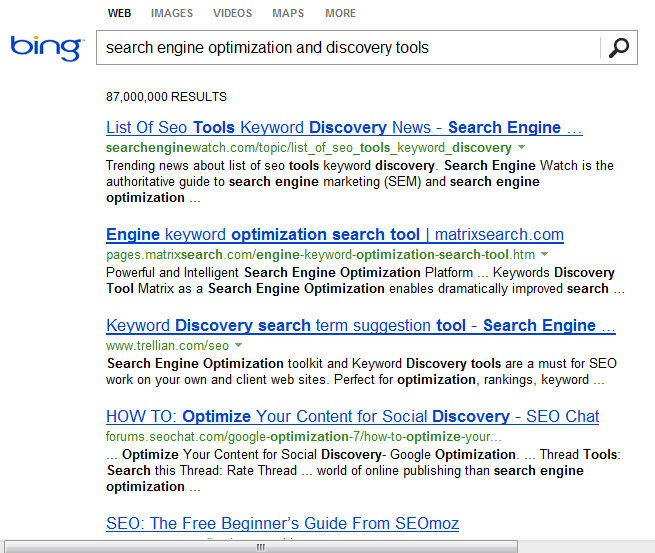 WEB IMAGES VIDEOS MAPS MORE
bing™
search engine optimization and discovery tools
87,000,000 RESULTS
List Of Seo Tools Keyword Discovery News - Search Engine ...
searchenginewatch.com/topic/list_of_seo_tools_keyword_discovery
Trending news about list of seo tools keyword discovery. Search Engine Watch is the
authoritative guide to search engine marketing (SEM) and search engine
optimization ...
Engine keyword optimization search tool | matrixsearch.com
pages.matrixsearch.com/engine-keyword-optimization-search-tool.htm
Powerful and Intelligent Search Engine Optimization Platform ... Keywords Discovery
Tool Matrix as a Search Engine Optimization enables dramatically improved search ...
Keyword Discovery search term suggestion tool - Search Engine ...
www.trellian.com/seo
Search Engine Optimization toolkit and Keyword Discovery tools are a must for SEO
work on your own and client web sites. Perfect for optimization, rankings, keyword ...
HOW TO: Optimize Your Content for Social Discovery - SEO Chat
forums.seochat.com/google-optimization-7/how-to-optimize-your...
... Optimize Your Content for Social Discovery- Google Optimization. ... Thread Tools:
Search this Thread: Rate Thread ... world of online publishing than search engine
optimization ...
SEO: The Free Beginner's Guide From SEOmoz